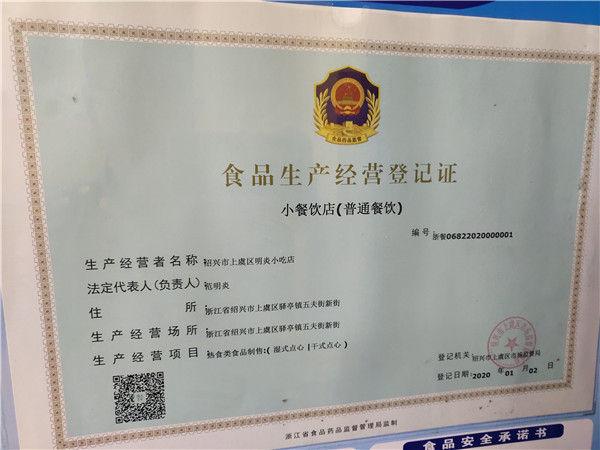 食品药品监督
食品生产经营登记证
小餐饮店(普通餐饮)
编号: 浙餐06822020000001
生产经营者名称: 绍兴市上虞区明炎小吃店
法定代表人(负责人): 范明炎
住所: 浙江省绍兴市上虞区驿亭镇五夫街新街
生产经营场所: 浙江省绍兴市上虞区驿亭镇五夫街新街
生产经营项目: 热食类食品制售:( 湿式点心 |干式点心 )
登记机关: 绍兴市上虞区市场监管局
登记日期: 2020 年 01 月 02 日
浙江省食品药品监督管理局监制
食品安全承诺书